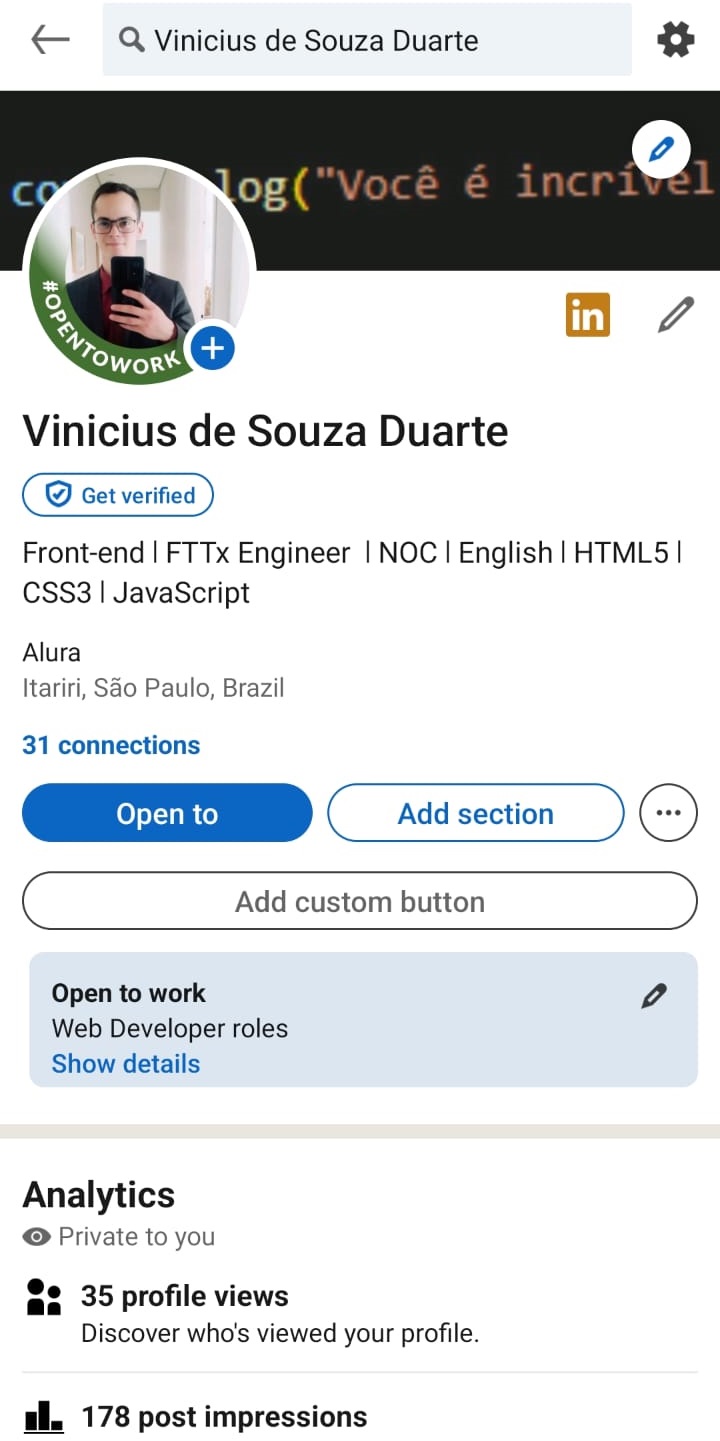 Vinicius de Souza Duarte
log("Você é incrível
#OPENTOWORK
in
Vinicius de Souza Duarte
Get verified
Front-end | FTTx Engineer | NOC | English | HTML5 |
CSS3 | JavaScript
Alura
Itariri, São Paulo, Brazil
31 connections
Open to
Add section
Add custom button
Open to work
Web Developer roles
Show details
Analytics
Private to you
35 profile views
Discover who's viewed your profile.
178 post impressions